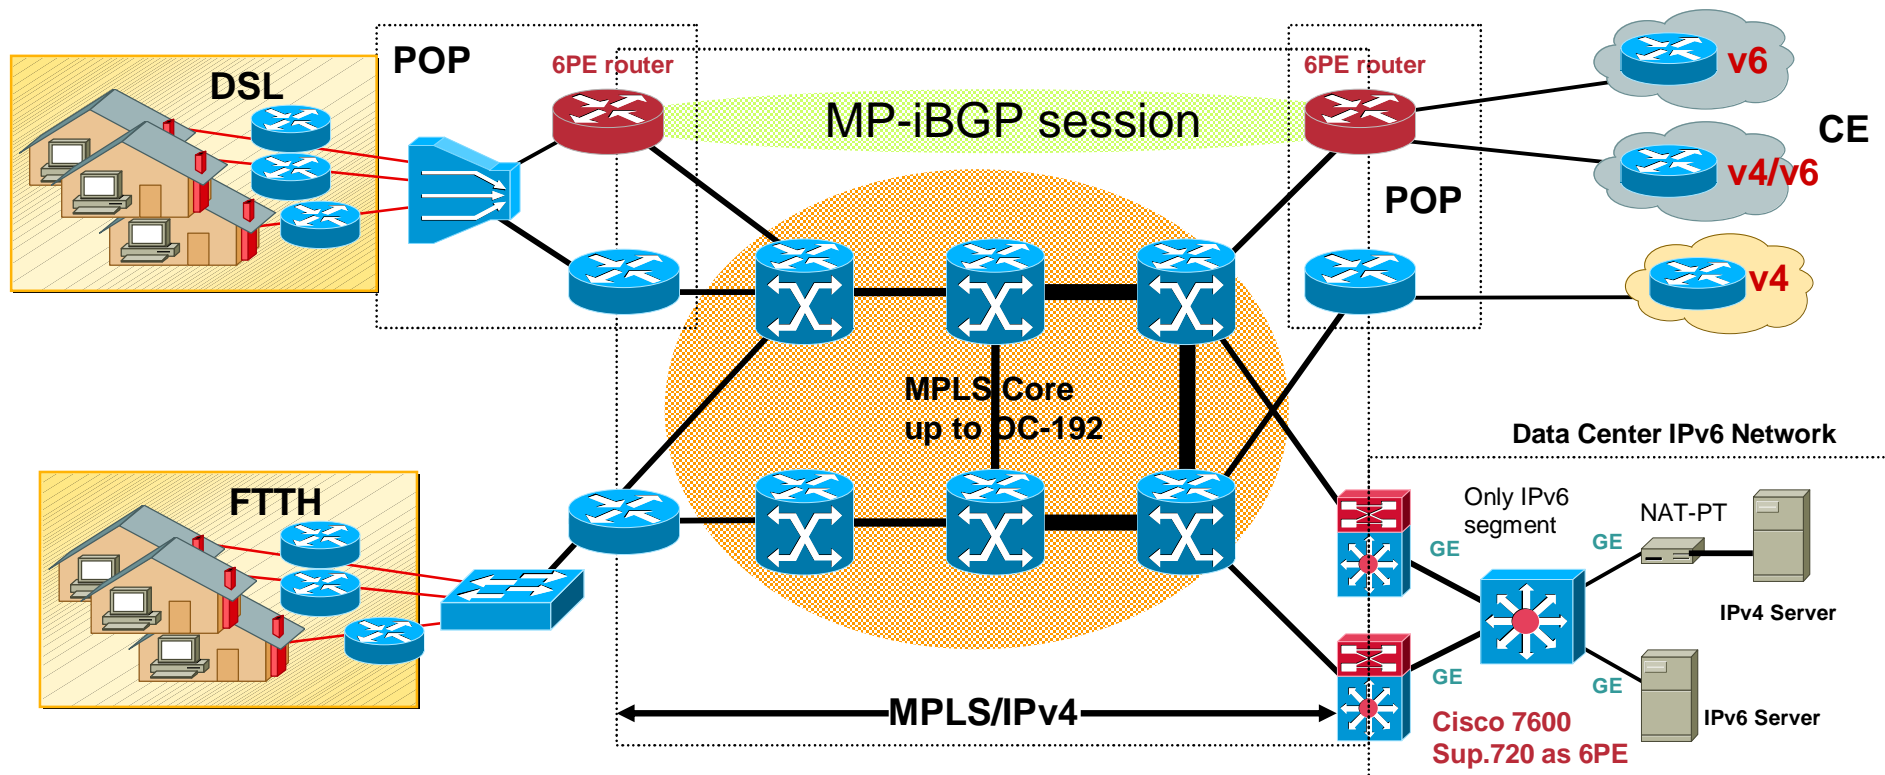 POP
6PE router
6PE router
v6
DSL
MP-iBGP session
CE
v4/v6
POP
v4
MPLS Core
up to OC-192
Data Center IPv6 Network
FTTH
Only IPv6
segment
NAT-PT
GE
GE
IPv4 Server
GE
GE
MPLS/IPv4
Cisco 7600
Sup.720 as 6PE
IPv6 Server